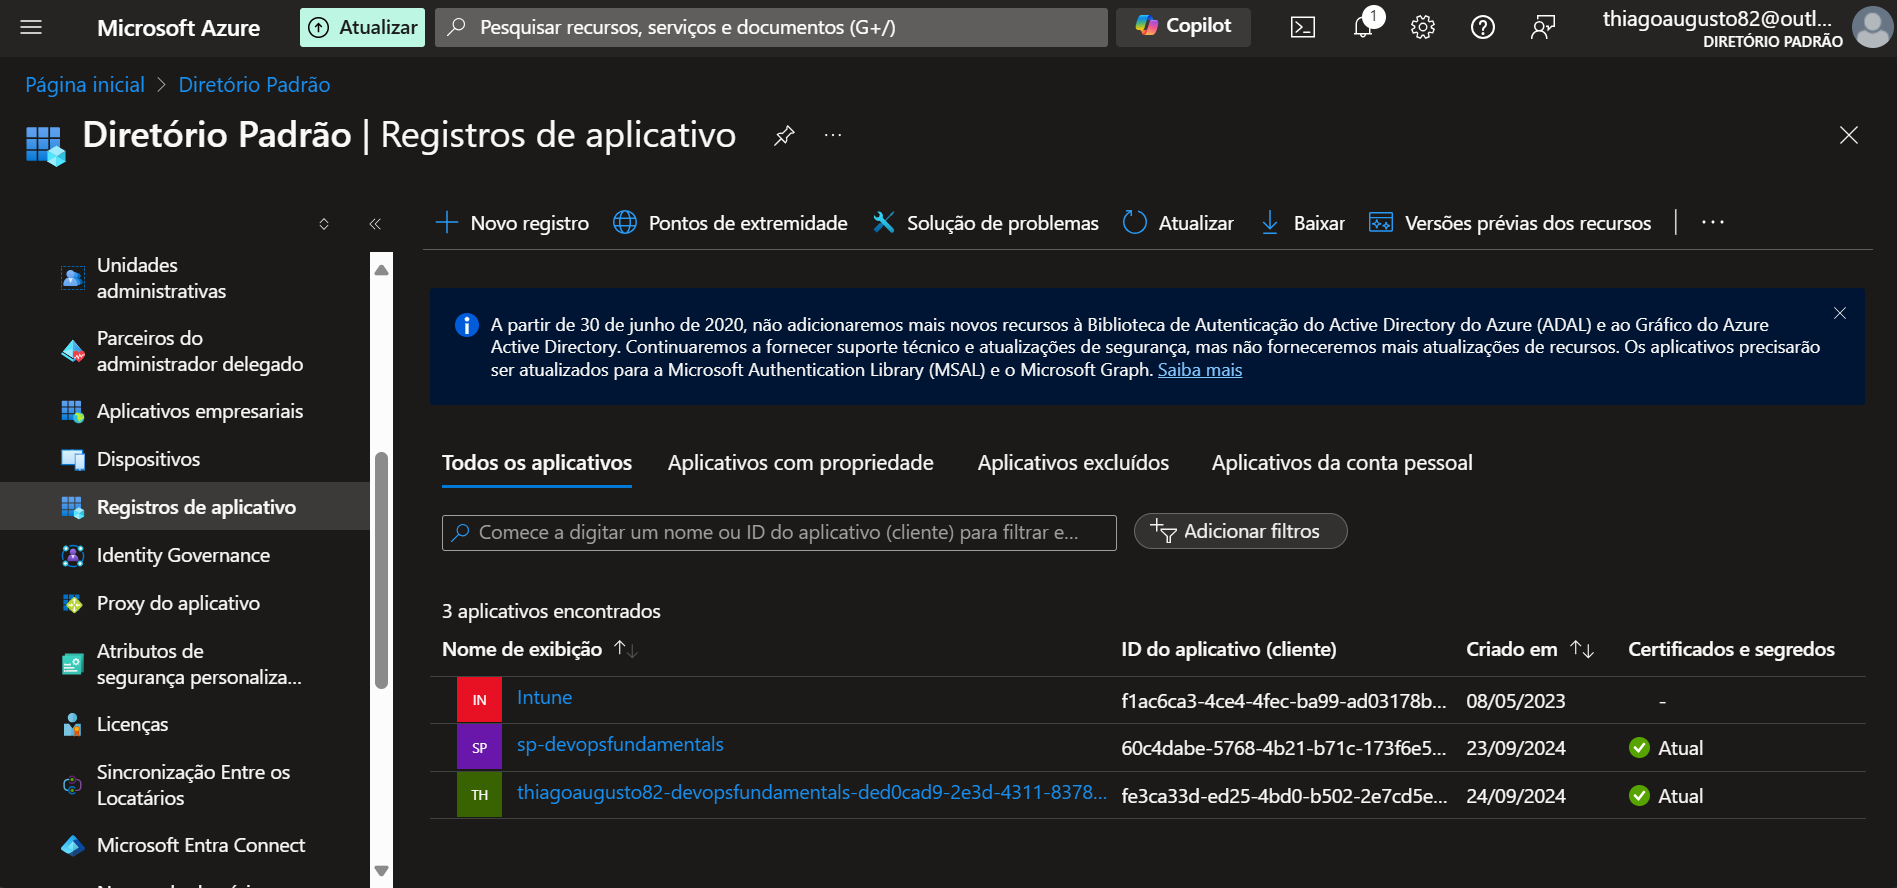 Microsoft Azure
Atualizar
Pesquisar recursos, serviços e documentos (G+/)
Copilot
1
thiagoaugusto82@outl...
DIRETÓRIO PADRÃO
Página inicial > Diretório Padrão
Diretório Padrão | Registros de aplicativo
Unidades
administrativas
Parceiros do
administrador delegado
Aplicativos empresariais
Dispositivos
Registros de aplicativo
Identity Governance
Proxy do aplicativo
Atributos de
segurança personaliza...
Licenças
Sincronização Entre os
Locatários
Microsoft Entra Connect
Novo registro
Pontos de extremidade
Solução de problemas
Atualizar
Baixar
Versões prévias dos recursos
A partir de 30 de junho de 2020, não adicionaremos mais novos recursos à Biblioteca de Autenticação do Active Directory do Azure (ADAL) e ao Gráfico do Azure
Active Directory. Continuaremos a fornecer suporte técnico e atualizações de segurança, mas não forneceremos mais atualizações de recursos. Os aplicativos precisarão
ser atualizados para a Microsoft Authentication Library (MSAL) e o Microsoft Graph. Saiba mais
Todos os aplicativos
Aplicativos com propriedade
Aplicativos excluídos
Aplicativos da conta pessoal
Comece a digitar um nome ou ID do aplicativo (cliente) para filtrar e...
Adicionar filtros
3 aplicativos encontrados
Nome de exibição
ID do aplicativo (cliente)
Criado em
Certificados e segredos
IN Intune f1ac6ca3-4ce4-4fec-ba99-ad03178b... 08/05/2023 -
SP sp-devopsfundamentals 60c4dabe-5768-4b21-b71c-173f6e5... 23/09/2024 Atual
TH thiagoaugusto82-devopsfundamentals-ded0cad9-2e3d-4311-8378... fe3ca33d-ed25-4bd0-b502-2e7cd5e... 24/09/2024 Atual